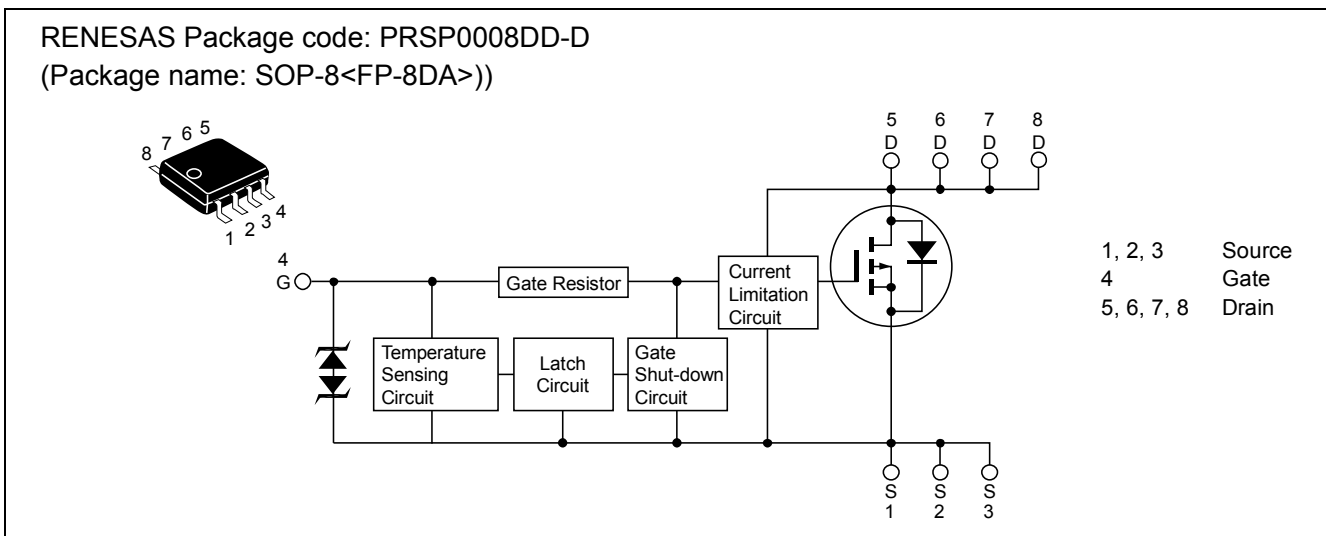 RENESAS Package code: PRSP0008DD-D
(Package name: SOP-8<FP-8DA>))
8 7 6 5
1 2 3 4
5 6 7 8
D D D D
4
G
Gate Resistor
Current
Limitation
Circuit
Temperature
Sensing
Circuit
Latch
Circuit
Gate
Shut-down
Circuit
S S S
1 2 3
1, 2, 3 Source
4 Gate
5, 6, 7, 8 Drain